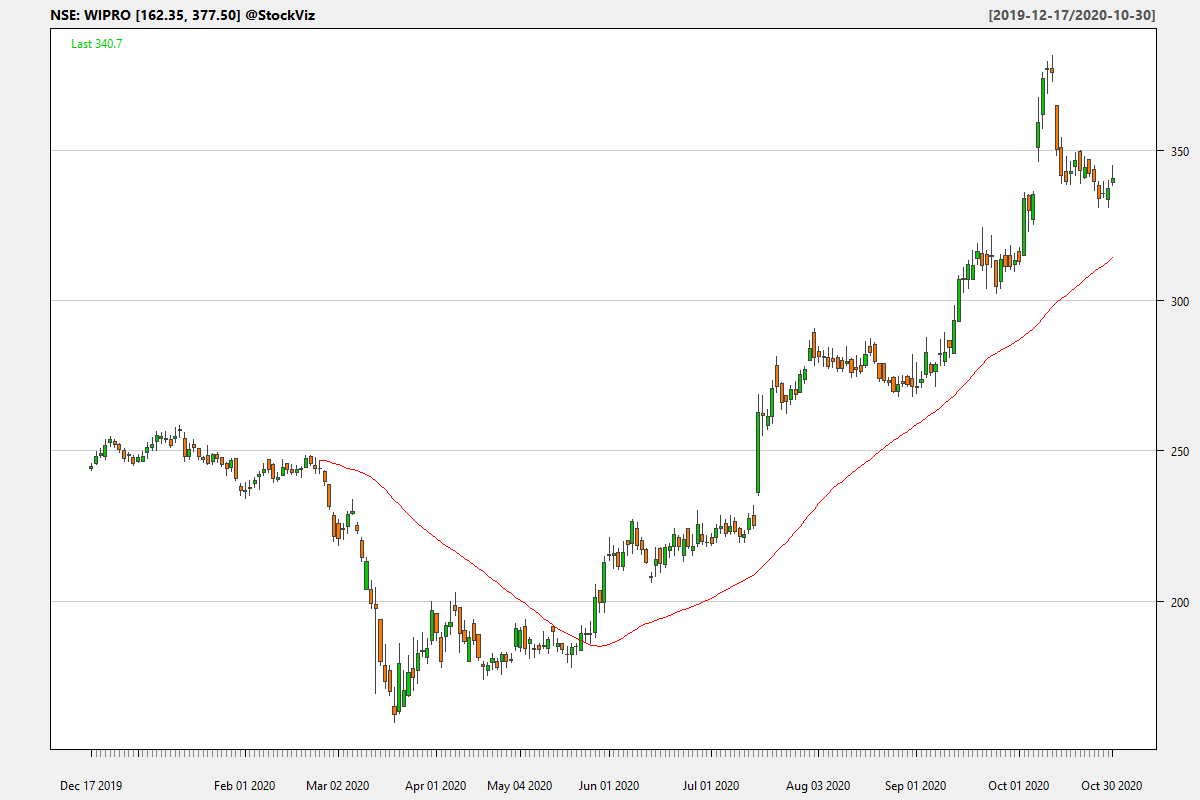 NSE: WIPRO [162.35, 377.50] @StockViz
[2019-12-17/2020-10-30]
Last 340.7
350
300
250
200
Dec 17 2019 Feb 01 2020 Mar 02 2020 Apr 01 2020 May 04 2020 Jun 01 2020 Jul 01 2020 Aug 03 2020 Sep 01 2020 Oct 01 2020 Oct 30 2020